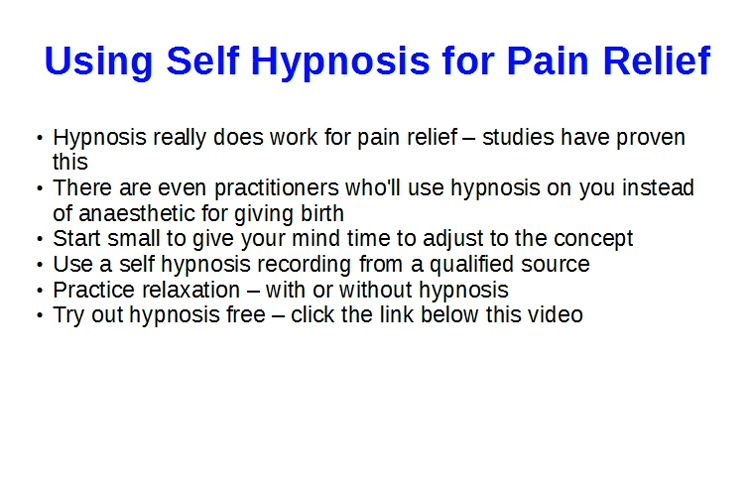 Using Self Hypnosis for Pain Relief
• Hypnosis really does work for pain relief – studies have proven
this
• There are even practitioners who'll use hypnosis on you instead
of anaesthetic for giving birth
• Start small to give your mind time to adjust to the concept
• Use a self hypnosis recording from a qualified source
• Practice relaxation – with or without hypnosis
• Try out hypnosis free – click the link below this video